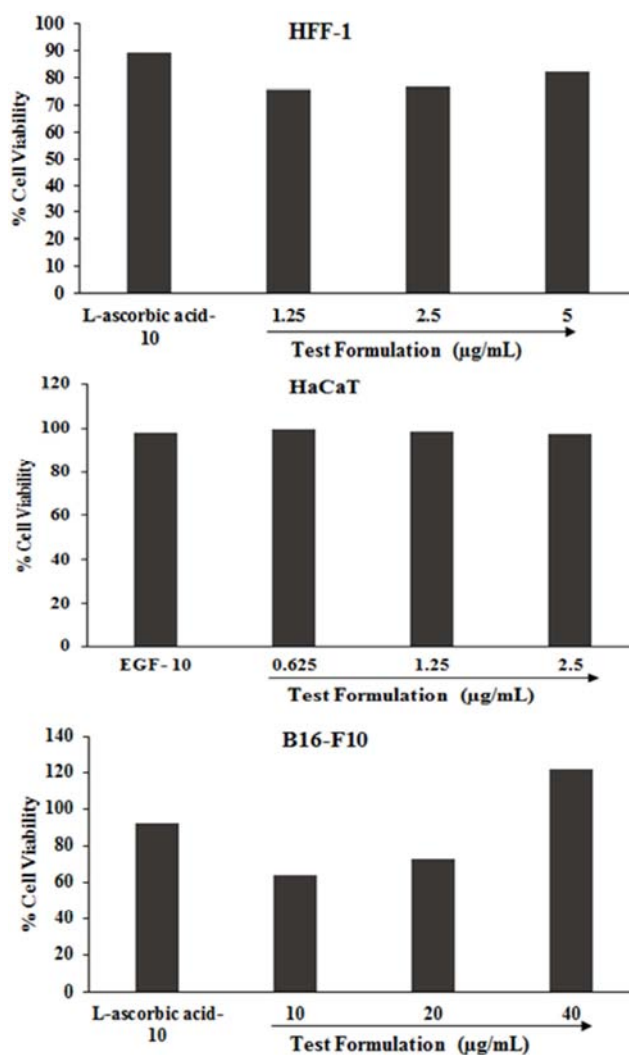 HFF-1
100
90
80
70
60
50
40
30
20
10
0
% Cell Viability
L-ascorbic acid-
10
1.25 2.5 5
Test Formulation (µg/mL)
HaCaT
120
100
80
60
40
20
0
% Cell Viability
EGF- 10 0.625 1.25 2.5
Test Formulation (µg/mL)
B16-F10
140
120
100
80
60
40
20
0
% Cell Viability
L-ascorbic acid-
10
10 20 40
Test Formulation (µg/mL)